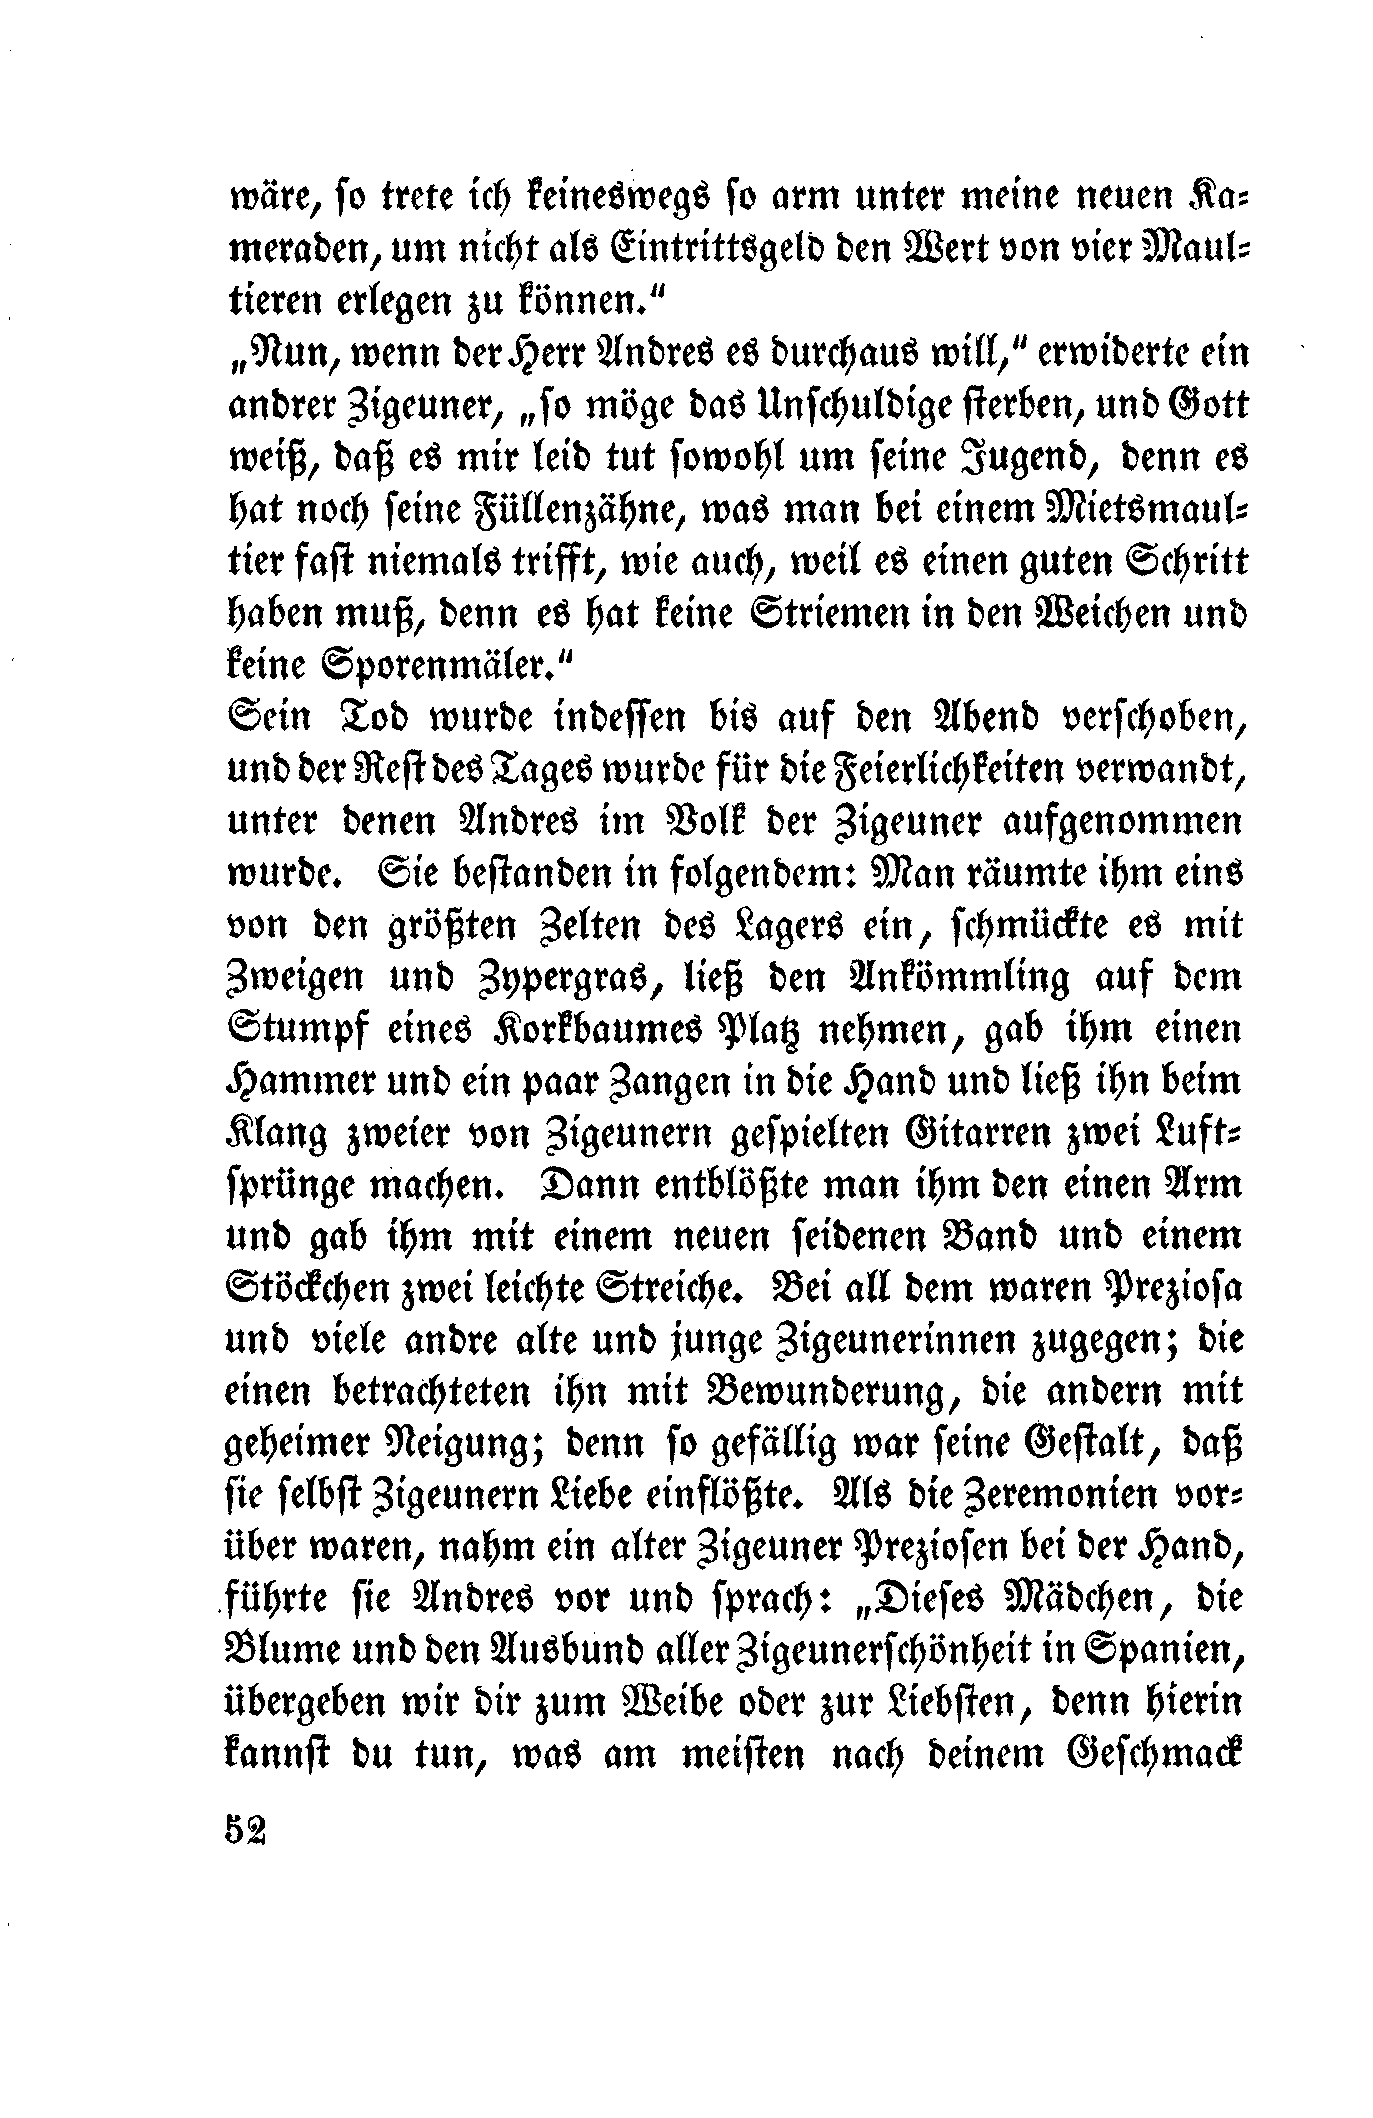 wäre, so trete ich keineswegs so arm unter meine neuen Ka-
meraden, um nicht als Eintrittsgeld den Wert von vier Maul-
tieren erlegen zu können.“
„Nun, wenn der Herr Andres es durchaus will,“ erwiderte ein
andrer Zigeuner, „so möge das Unschuldige sterben, und Gott
weiß, daß es mir leid tut sowohl um seine Jugend, denn es
hat noch seine Füllenzähne, was man bei einem Mietsmaul-
tier fast niemals trifft, wie auch, weil es einen guten Schritt
haben muß, denn es hat keine Striemen in den Weichen und
keine Sporenmäler.“
Sein Tod wurde indessen bis auf den Abend verschoben,
und der Rest des Tages wurde für die Feierlichkeiten verwandt,
unter denen Andres im Volk der Zigeuner aufgenommen
wurde. Sie bestanden in folgendem: Man räumte ihm eins
von den größten Zelten des Lagers ein, schmückte es mit
Zweigen und Zypergras, ließ den Ankömmling auf dem
Stumpf eines Korkbaumes Platz nehmen, gab ihm einen
Hammer und ein paar Zangen in die Hand und ließ ihn beim
Klang zweier von Zigeunern gespielten Gitarren zwei Luft-
sprünge machen. Dann entblößte man ihm den einen Arm
und gab ihm mit einem neuen seidenen Band und einem
Stöckchen zwei leichte Streiche. Bei all dem waren Preziosa
und viele andre alte und junge Zigeunerinnen zugegen; die
einen betrachteten ihn mit Bewunderung, die andern mit
geheimer Neigung; denn so gefällig war seine Gestalt, daß
sie selbst Zigeunern Liebe einflößte. Als die Zeremonien vor-
über waren, nahm ein alter Zigeuner Preziosen bei der Hand,
führte sie Andres vor und sprach: „Dieses Mädchen, die
Blume und den Ausbund aller Zigeunerschönheit in Spanien,
übergeben wir dir zum Weibe oder zur Liebsten, denn hierin
kannst du tun, was am meisten nach deinem Geschmack
52